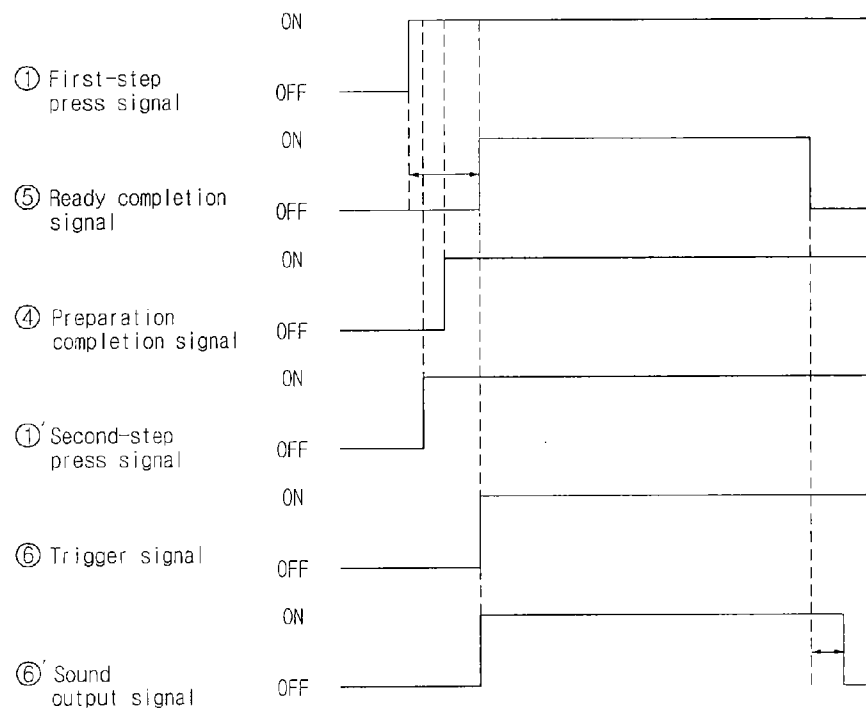 ON
① First-step
press signal
OFF
ON
⑤ Ready completion
signal
OFF
ON
④ Preparation
completion signal
OFF
ON
①′ Second-step
press signal
OFF
ON
⑥ Trigger signal
OFF
ON
⑥′ Sound
output signal
OFF